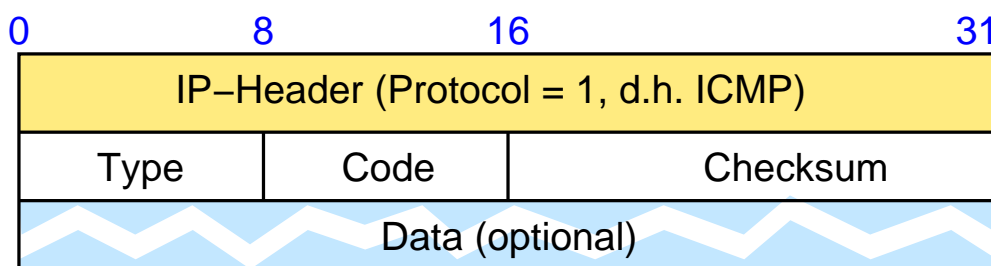 0 8 16 31
IP–Header (Protocol = 1, d.h. ICMP)
Type Code Checksum
Data (optional)